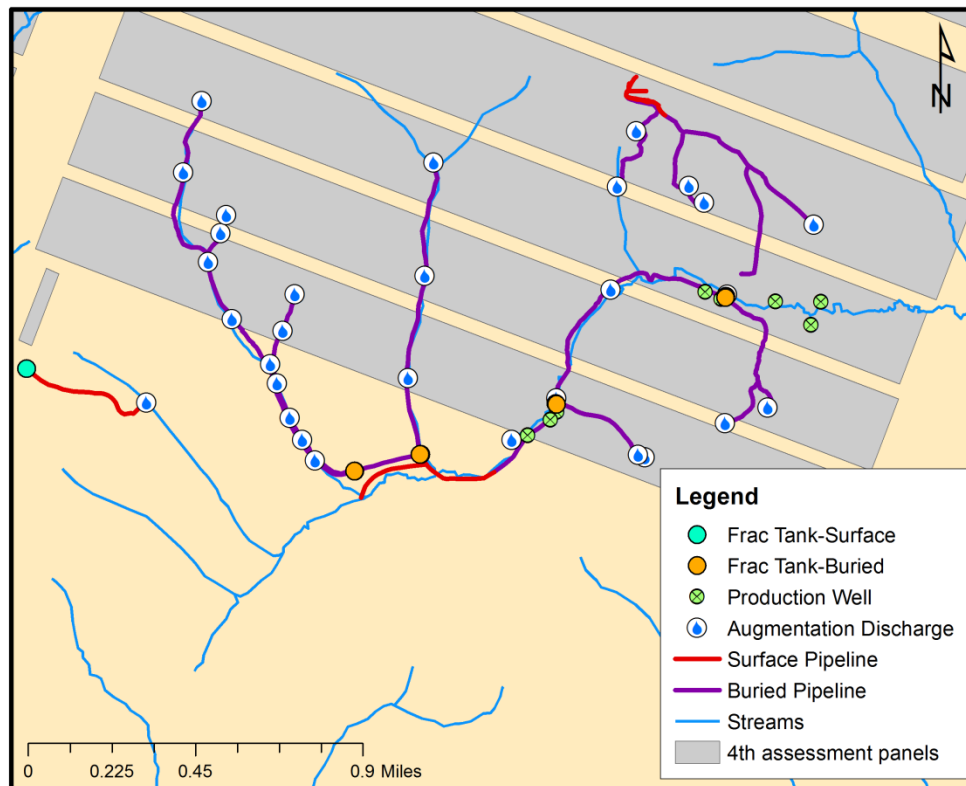 N
Legend
Frac Tank-Surface
Frac Tank-Buried
Production Well
Augmentation Discharge
Surface Pipeline
Buried Pipeline
Streams
4th assessment panels
0 0.225 0.45 0.9 Miles